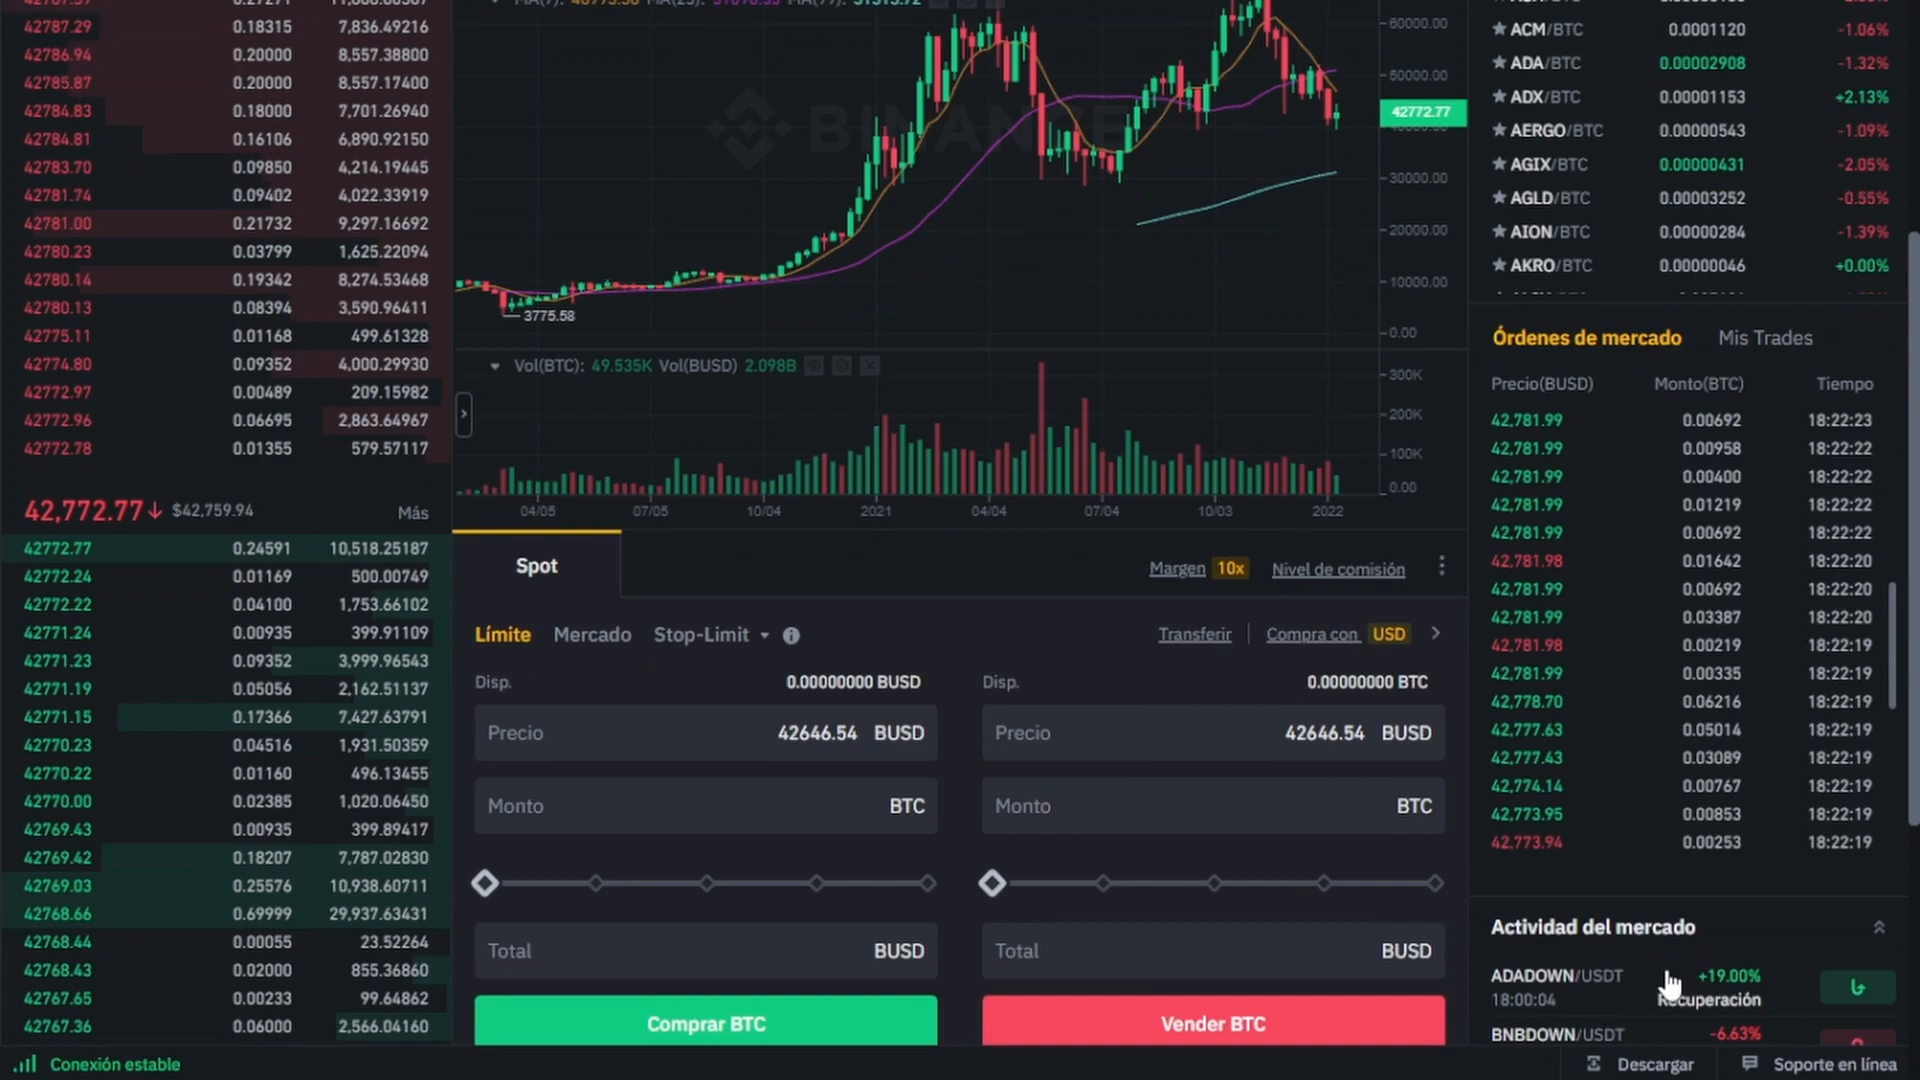 42787.29 0.18315 7,836.49216
42786.94 0.20000 8,557.38800
42785.87 0.20000 8,557.17400
42784.83 0.18000 7,701.26940
42784.81 0.16106 6,890.92150
42783.70 0.09850 4,214.19445
42781.74 0.09402 4,022.33919
42781.00 0.21732 9,297.16692
42780.23 0.03799 1,625.22094
42780.14 0.19342 8,274.53468
42780.13 0.08394 3,590.96411
42775.11 0.01168 499.61328
42774.80 0.09352 4,000.29930
42772.97 0.00489 209.15982
42772.96 0.06695 2,863.64967
42772.78 0.01355 579.57117
42,772.77↓ $42,759.94 Más
42772.77 0.24591 10,518.25187
42772.24 0.01169 500.00749
42772.22 0.04100 1,753.66102
42771.24 0.00935 399.91109
42771.23 0.09352 3,999.96543
42771.19 0.05056 2,162.51137
42771.15 0.17366 7,427.63791
42770.23 0.04516 1,931.50359
42770.22 0.01160 496.13455
42770.00 0.02385 1,020.06450
42769.43 0.00935 399.89417
42769.42 0.18207 7,787.02830
42769.03 0.25576 10,938.60711
42768.66 0.69999 29,937.63431
42768.44 0.00055 23.52264
42768.43 0.02000 855.36860
42767.65 0.00233 99.64862
42767.36 0.06000 2,566.04160
BINANCE
60000.00
50000.00
42772.77
30000.00
20000.00
10000.00
0.00
3775.58
Vol(BTC): 49.535K Vol(BUSD) 2.098B
300K
200K
100K
0.00
04/05 07/05 10/04 2021 04/04 07/04 10/03 2022
Spot
Margen 10x Nivel de comisión
Límite Mercado Stop-Limit
Transferir Compra con USD
Disp. 0.00000000 BUSD
Precio 42646.54 BUSD
Monto BTC
Total BUSD
Comprar BTC
Disp. 0.00000000 BTC
Precio 42646.54 BUSD
Monto BTC
Total BUSD
Vender BTC
ACM/BTC 0.0001120 -1.06%
ADA/BTC 0.00002908 -1.32%
ADX/BTC 0.00001153 +2.13%
AERGO/BTC 0.00000543 -1.09%
AGIX/BTC 0.00000431 -2.05%
AGLD/BTC 0.00003252 -0.55%
AION/BTC 0.00000284 -1.39%
AKRO/BTC 0.00000046 +0.00%
Órdenes de mercado Mis Trades
Precio(BUSD) Monto(BTC) Tiempo
42,781.99 0.00692 18:22:23
42,781.99 0.00958 18:22:22
42,781.99 0.00400 18:22:22
42,781.99 0.01219 18:22:22
42,781.99 0.00692 18:22:22
42,781.98 0.01642 18:22:20
42,781.99 0.00692 18:22:20
42,781.99 0.03387 18:22:20
42,781.98 0.00219 18:22:19
42,781.99 0.00335 18:22:19
42,778.70 0.06216 18:22:19
42,777.63 0.05014 18:22:19
42,777.43 0.03089 18:22:19
42,774.14 0.00767 18:22:19
42,773.95 0.00853 18:22:19
42,773.94 0.00253 18:22:19
Actividad del mercado
ADADOWN/USDT +19.00%
18:00:04 Recuperación
BNBDOWN/USDT -6.63%
Conexión estable
Descargar Soporte en línea